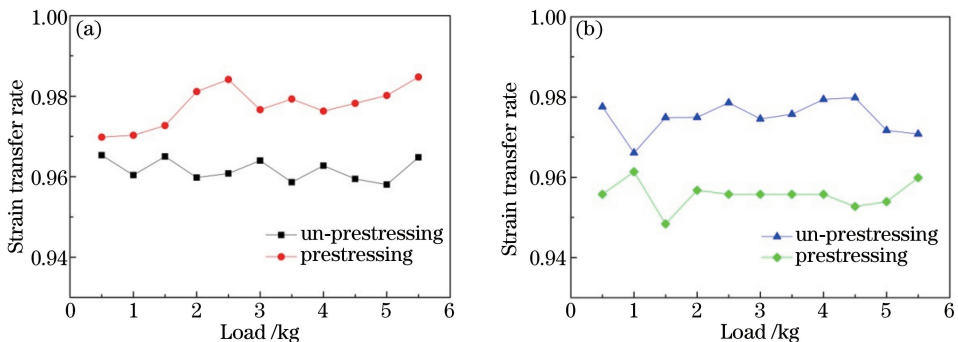 (a)
Strain transfer rate
1.00
0.98
0.96
0.94
un-prestressing
prestressing
0 1 2 3 4 5 6
Load /kg
(b)
Strain transfer rate
1.00
0.98
0.96
0.94
un-prestressing
prestressing
0 1 2 3 4 5 6
Load /kg